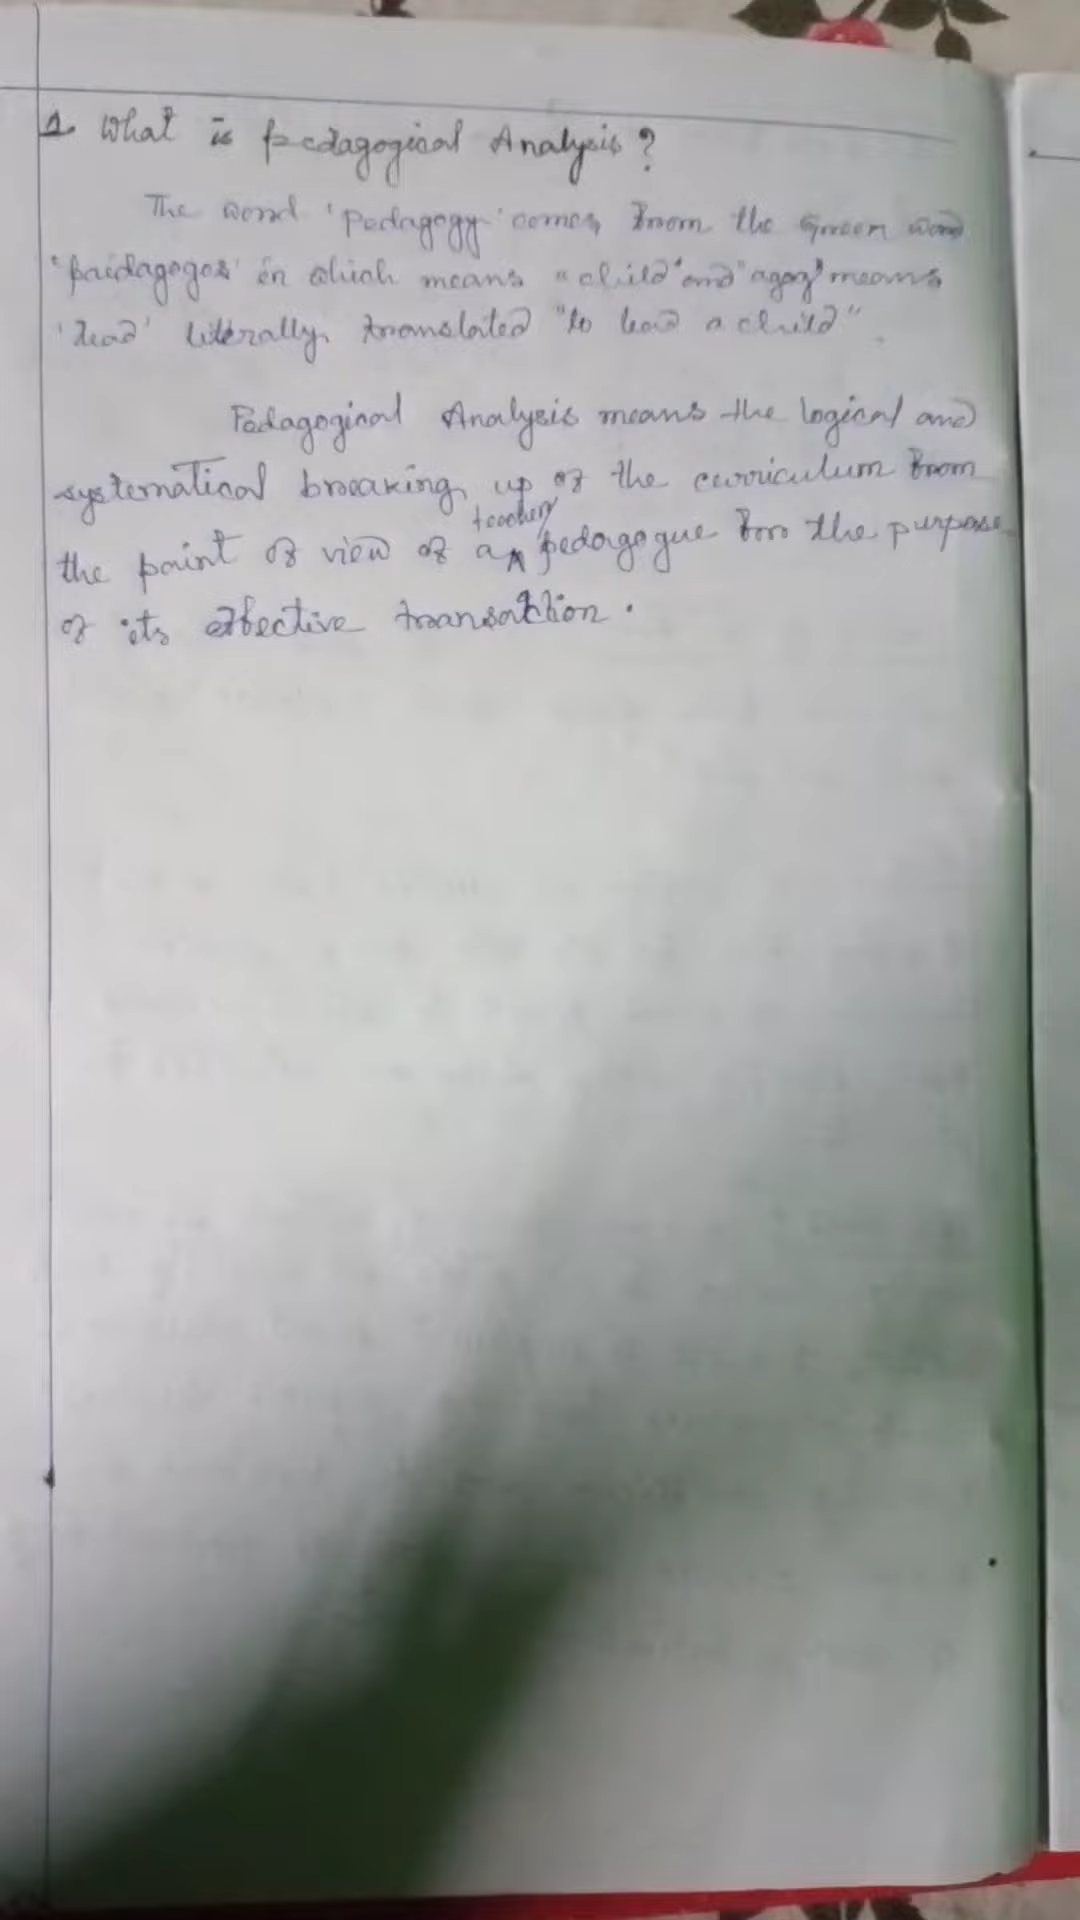 1. What is pedagogical Analysis?
The word 'pedagogy' comes from the Greek word
'paidagogos' in which means "child" and "agog" means
'lead' literally translated "to lead a child".
Pedagogical Analysis means the logical and
systematical breaking up of the curriculum from
the point of view of a teacher/pedagogue for the purpose
of its effective transaction.